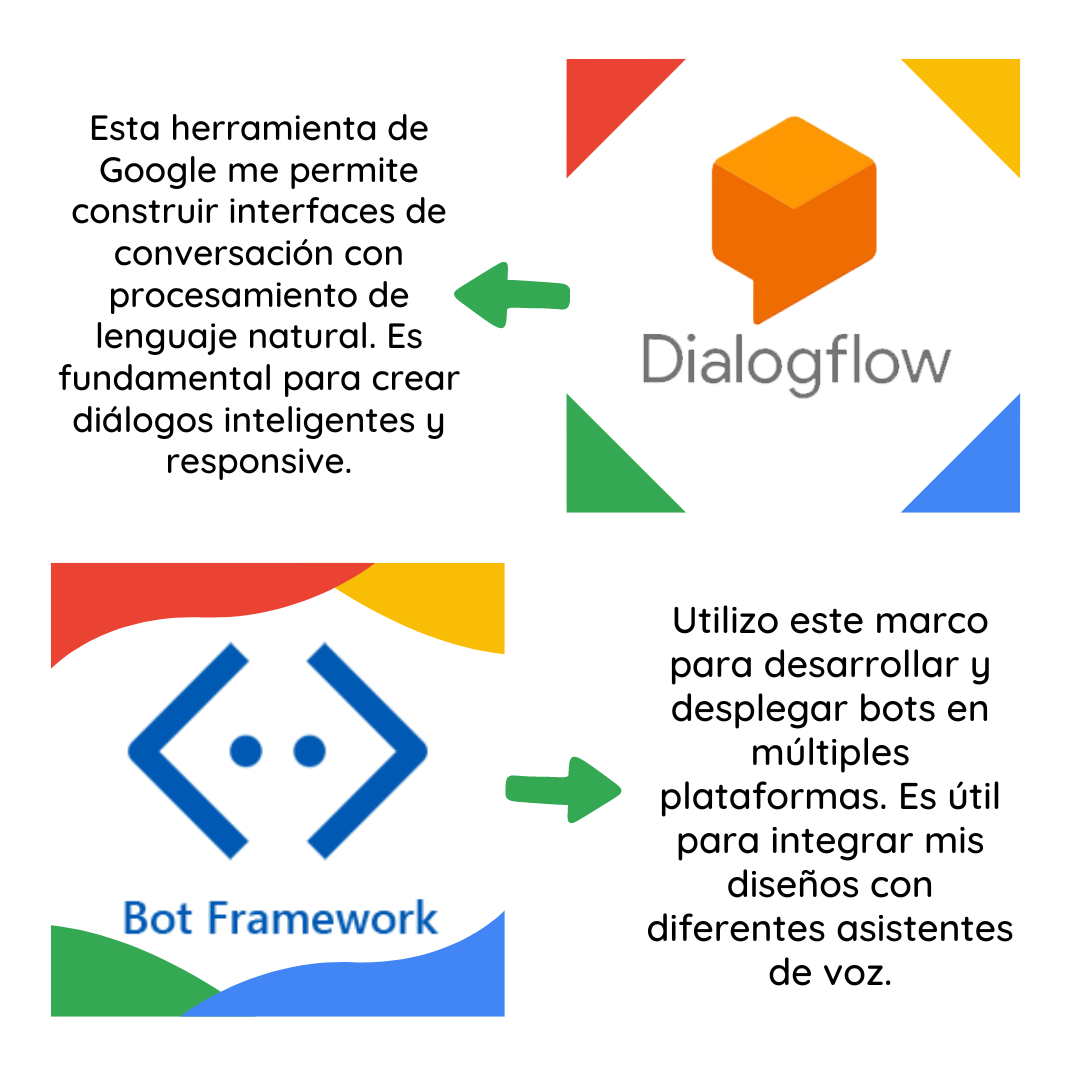 Esta herramienta de
Google me permite
construir interfaces de
conversación con
procesamiento de
lenguaje natural. Es
fundamental para crear
diálogos inteligentes y
responsive.
Dialogflow
Bot Framework
Utilizo este marco
para desarrollar y
desplegar bots en
múltiples
plataformas. Es útil
para integrar mis
diseños con
diferentes asistentes
de voz.